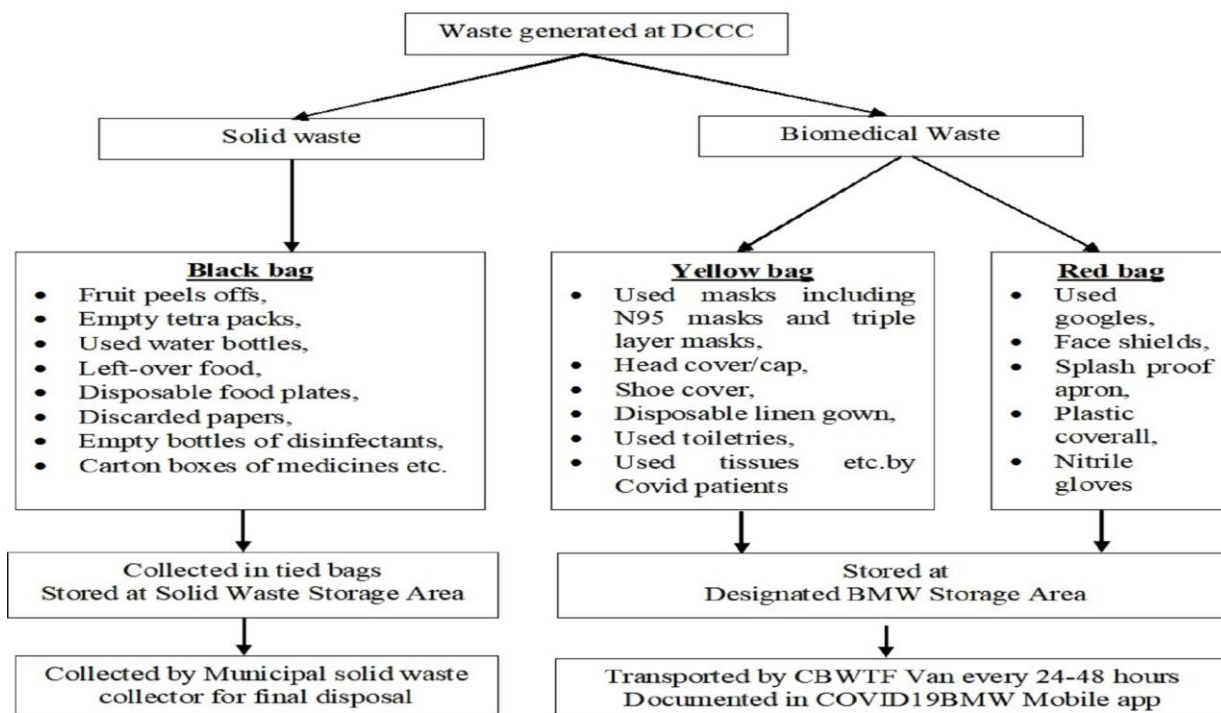 Waste generated at DCCC
Solid waste
Biomedical Waste
Black bag
• Fruit peels offs,
• Empty tetra packs,
• Used water bottles,
• Left-over food,
• Disposable food plates,
• Discarded papers,
• Empty bottles of disinfectants,
• Carton boxes of medicines etc.
Yellow bag
• Used masks including
N95 masks and triple
layer masks,
• Head cover/cap,
• Shoe cover,
• Disposable linen gown,
• Used toiletries,
• Used tissues etc.by
Covid patients
Red bag
• Used
googles,
• Face shields,
• Splash proof
apron,
• Plastic
coverall,
• Nitrile
gloves
Collected in tied bags
Stored at Solid Waste Storage Area
Stored at
Designated BMW Storage Area
Collected by Municipal solid waste
collector for final disposal
Transported by CBWTF Van every 24-48 hours
Documented in COVID19BMW Mobile app